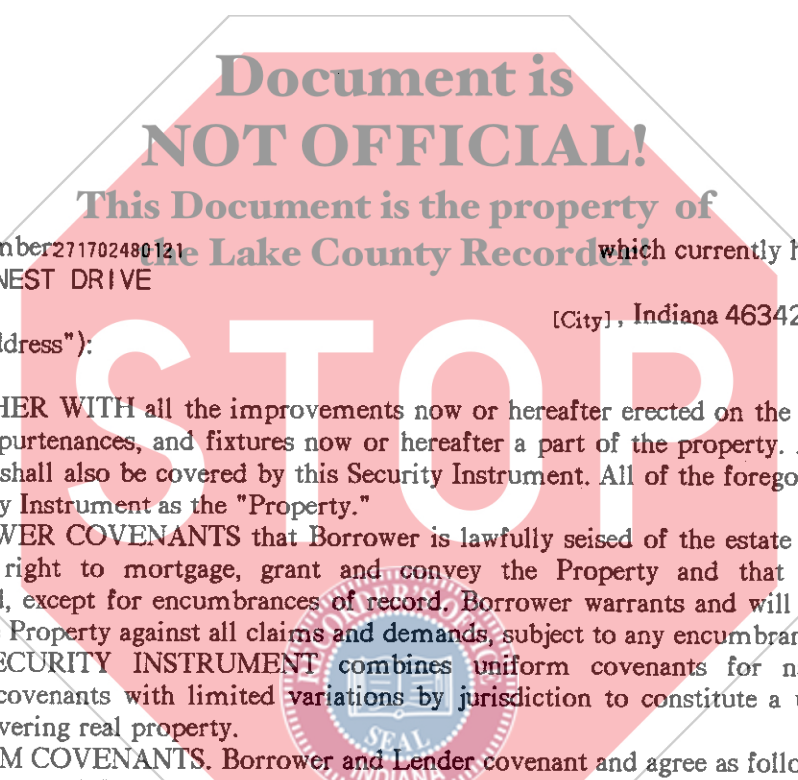 Document is
NOT OFFICIAL!
This Document is the property of
the Lake County Recorder!
mber271702480121 which currently h
NEST DRIVE
[City], Indiana 46342
ddress"):
STOP
HER WITH all the improvements now or hereafter erected on the
purtenances, and fixtures now or hereafter a part of the property.
shall also be covered by this Security Instrument. All of the forego
y Instrument as the "Property."
WER COVENANTS that Borrower is lawfully seised of the estate
right to mortgage, grant and convey the Property and that
, except for encumbrances of record. Borrower warrants and will
Property against all claims and demands, subject to any encumbran
ECURITY INSTRUMENT combines uniform covenants for n
covenants with limited variations by jurisdiction to constitute a
vering real property.
M COVENANTS. Borrower and Lender covenant and agree as follo
RECORDER'S OFFICE
SEAL
INDIANA